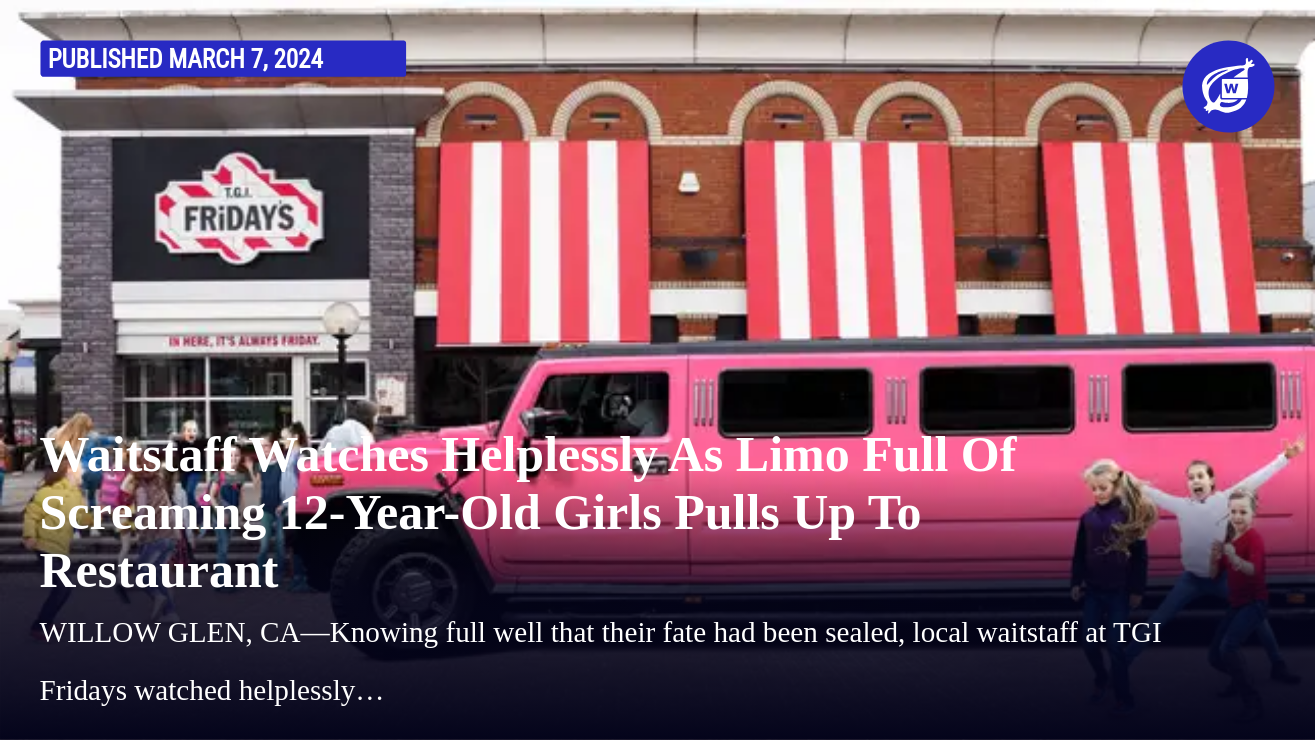 PUBLISHED MARCH 7, 2024
W
T.G.I.
FRiDAY'S
IN HERE, IT'S ALWAYS FRIDAY.
Waitstaff Watches Helplessly As Limo Full Of
Screaming 12-Year-Old Girls Pulls Up To
Restaurant
WILLOW GLEN, CA—Knowing full well that their fate had been sealed, local waitstaff at TGI
Fridays watched helplessly…